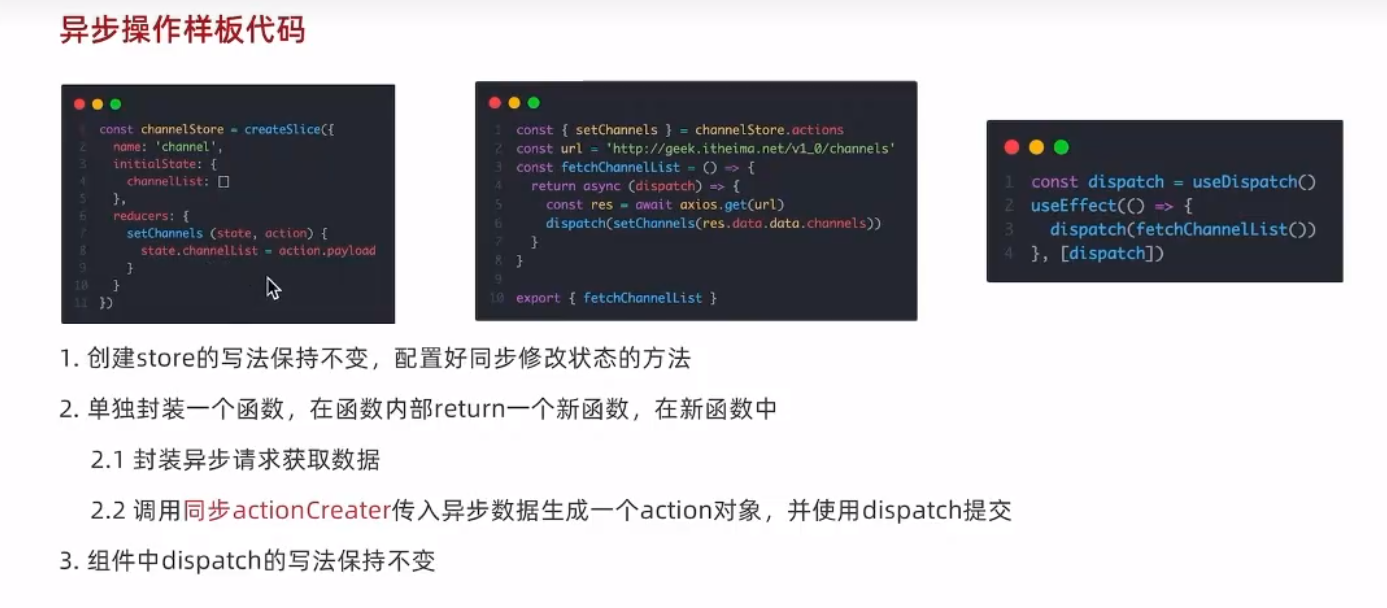 异步操作样板代码
1 const channelStore = createSlice({
2 name: 'channel',
3 initialState: {
4 channelList: []
5 },
6 reducers: {
7 setChannels (state, action) {
8 state.channelList = action.payload
9 }
10 }
11 })
1 const { setChannels } = channelStore.actions
2 const url = 'http://geek.itheima.net/v1_0/channels'
3 const fetchChannelList = () => {
4 return async (dispatch) => {
5 const res = await axios.get(url)
6 dispatch(setChannels(res.data.data.channels))
7 }
8 }
9
10 export { fetchChannelList }
1 const dispatch = useDispatch()
2 useEffect(() => {
3 dispatch(fetchChannelList())
4 }, [dispatch])
1. 创建store的写法保持不变，配置好同步修改状态的方法
2. 单独封装一个函数，在函数内部return一个新函数，在新函数中
2.1 封装异步请求获取数据
2.2 调用同步actionCreater传入异步数据生成一个action对象，并使用dispatch提交
3. 组件中dispatch的写法保持不变